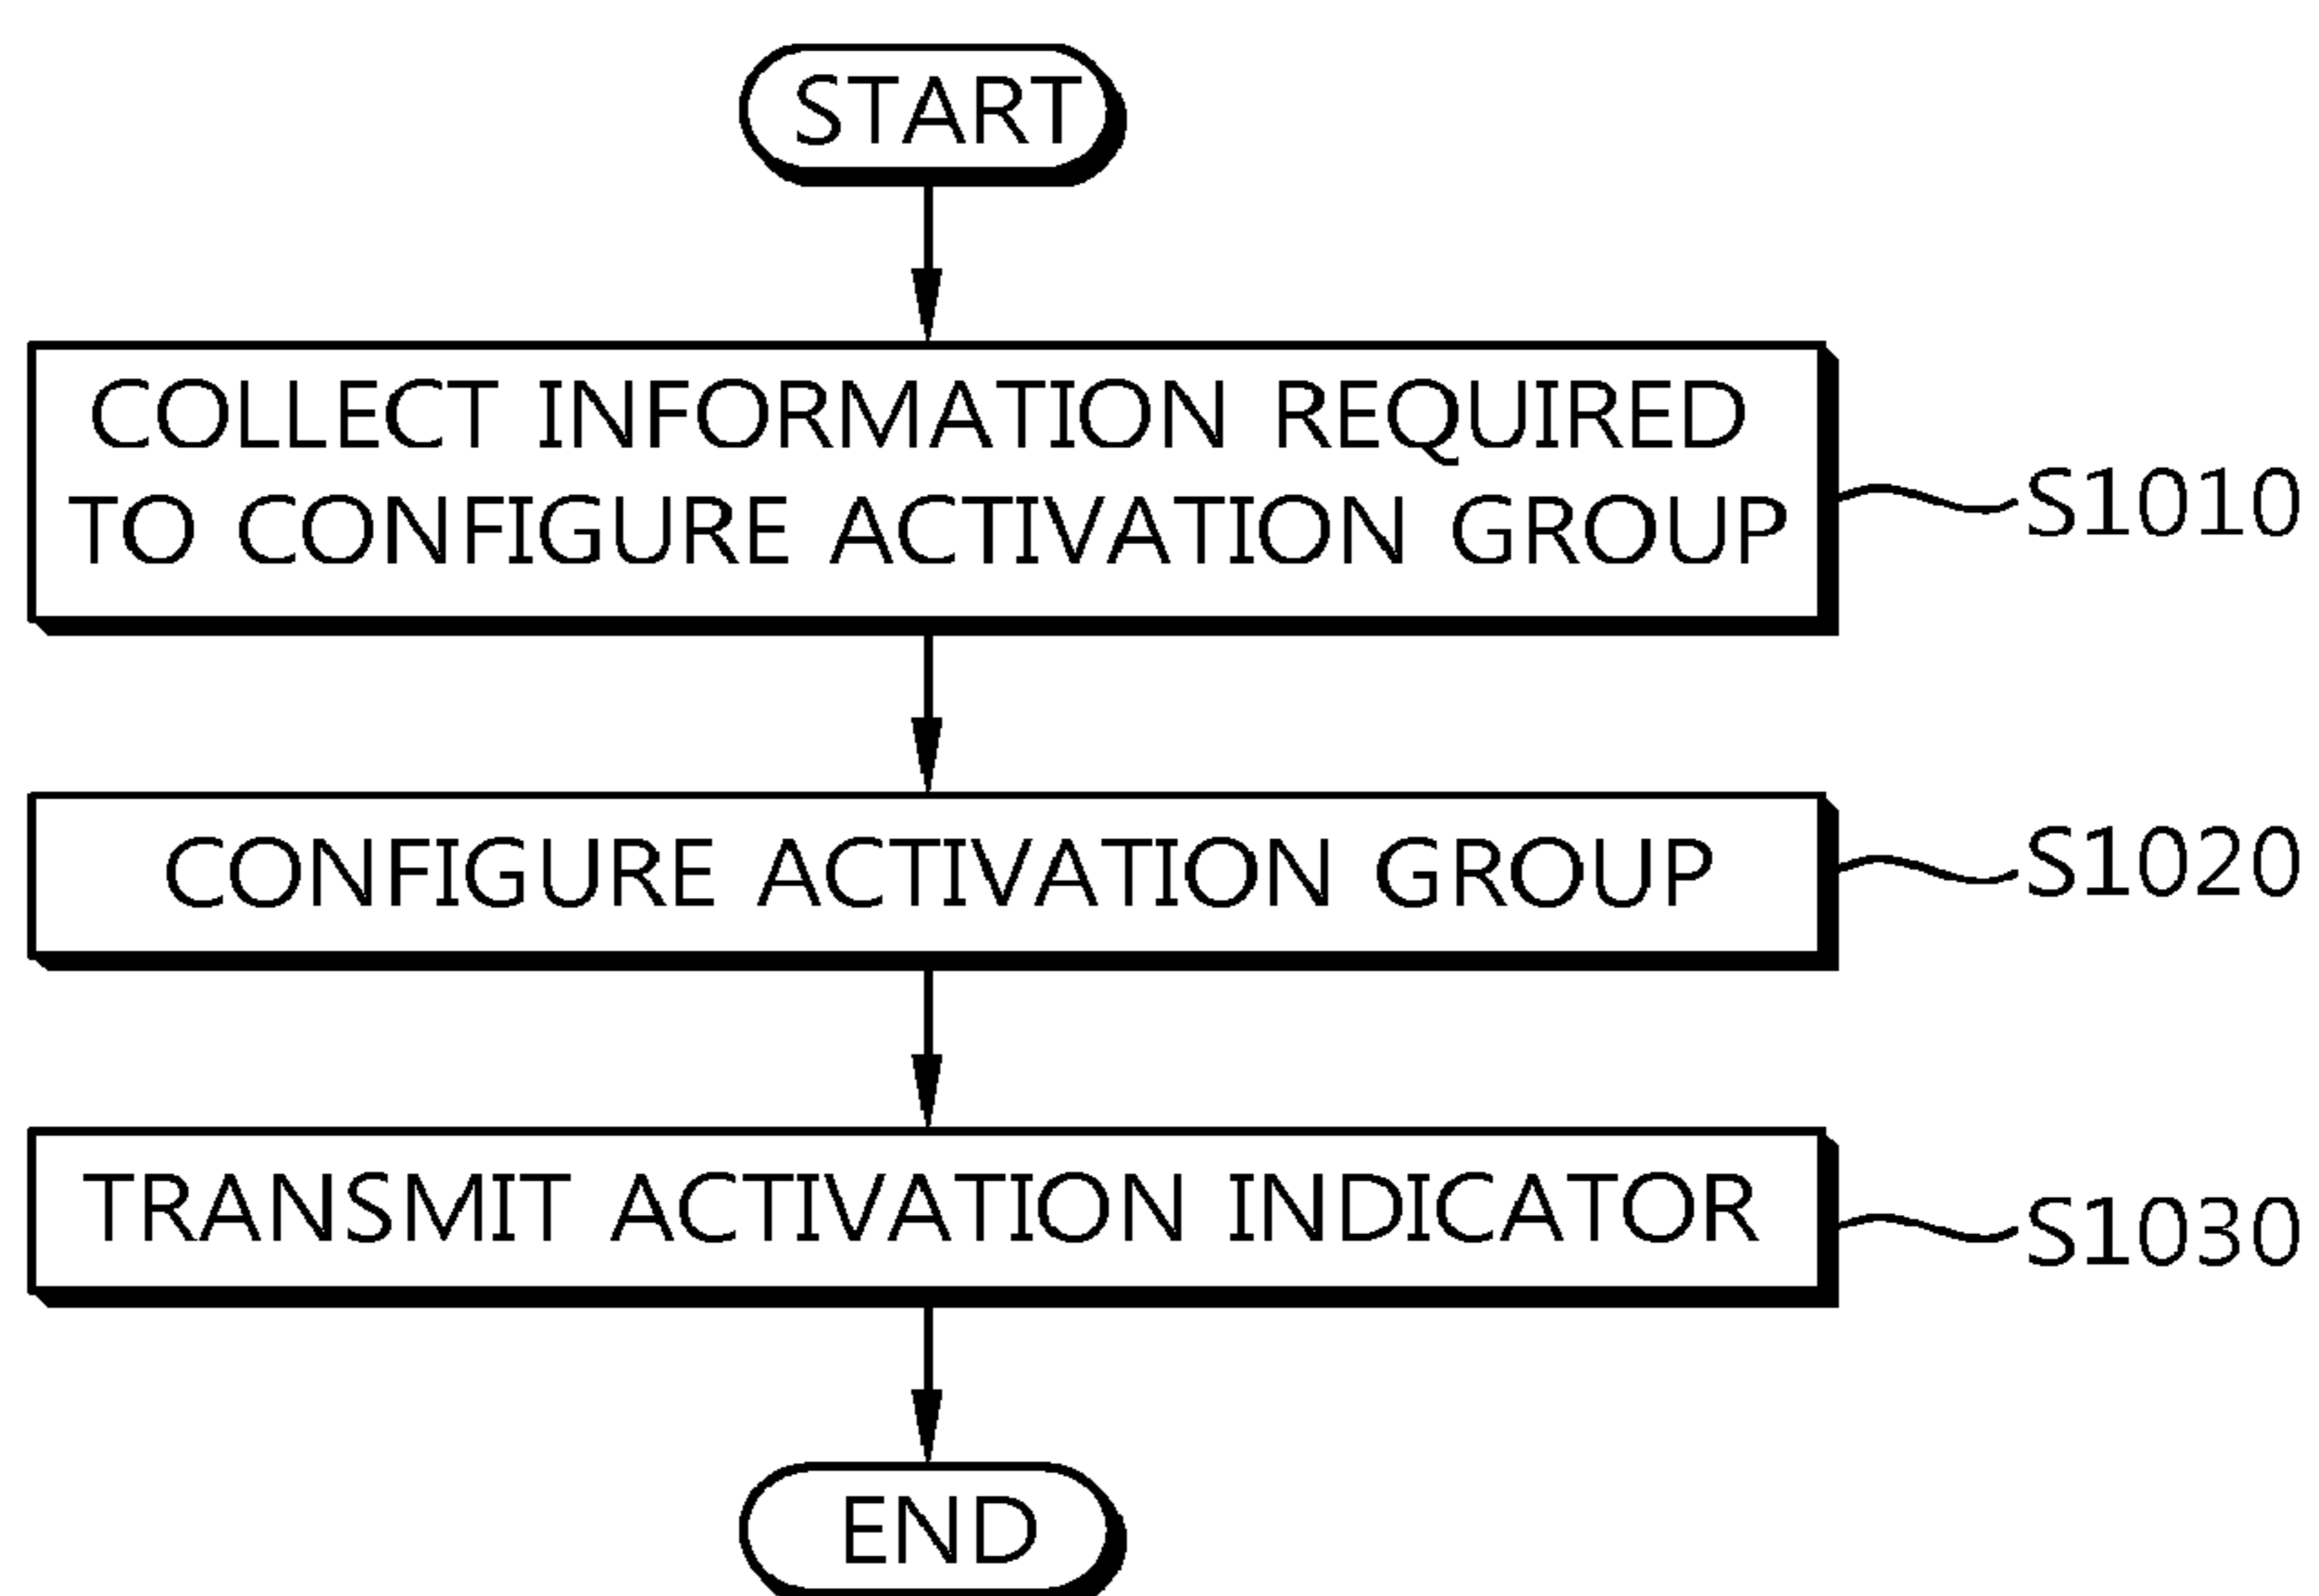 START
COLLECT INFORMATION REQUIRED
TO CONFIGURE ACTIVATION GROUP
S1010
CONFIGURE ACTIVATION GROUP
S1020
TRANSMIT ACTIVATION INDICATOR
S1030
END